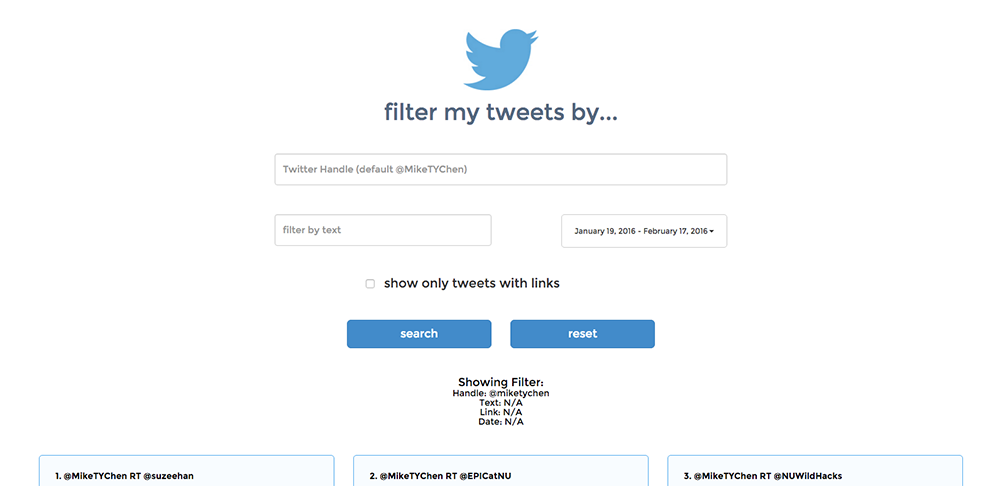 filter my tweets by...
Twitter Handle (default @MikeTYChen)
filter by text
January 19, 2016 - February 17, 2016
show only tweets with links
search
reset
Showing Filter:
Handle: @miketychen
Text: N/A
Link: N/A
Date: N/A
1. @MikeTYChen RT @suzeehan
2. @MikeTYChen RT @EPICatNU
3. @MikeTYChen RT @NUWildHacks